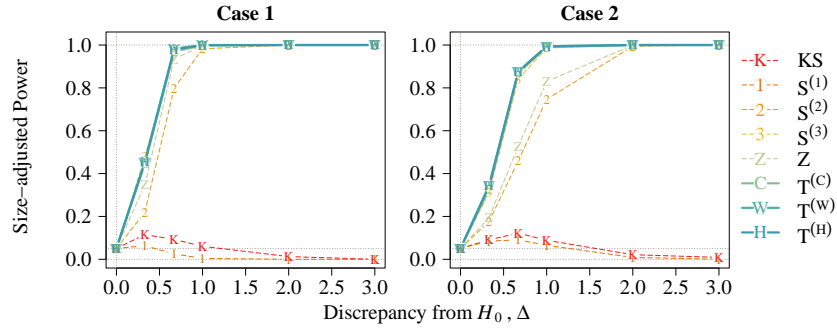 Case 1
Case 2
Size−adjusted Power
1.0
0.8
0.6
0.4
0.2
0.0
0.0 0.5 1.0 1.5 2.0 2.5 3.0
1.0
0.8
0.6
0.4
0.2
0.0
0.0 0.5 1.0 1.5 2.0 2.5 3.0
Discrepancy from H₀ , Δ
K KS
1 S⁽¹⁾
2 S⁽²⁾
3 S⁽³⁾
Z Z
C T⁽ᶜ⁾
W T⁽ᵂ⁾
H T⁽ᴴ⁾